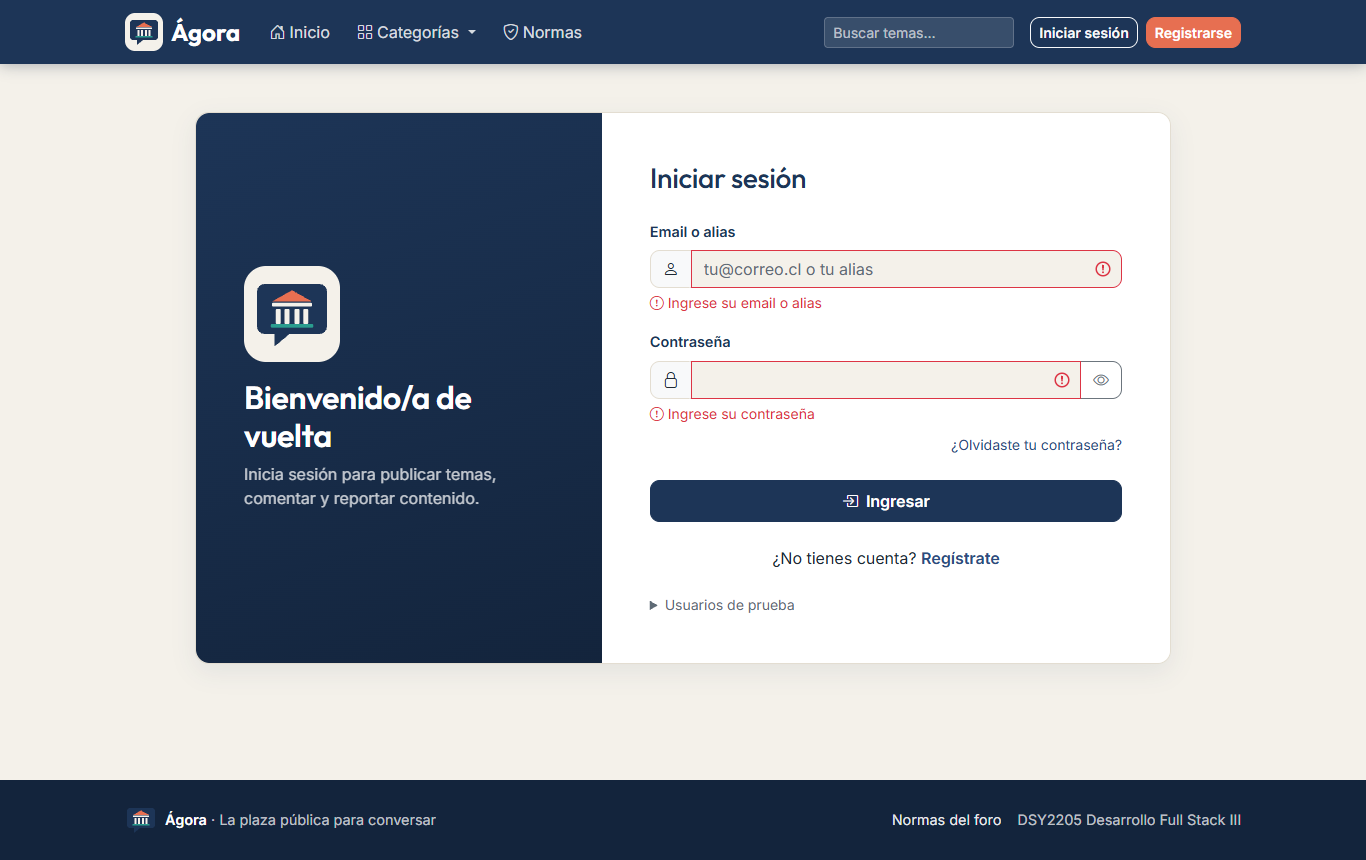 Ágora
Inicio
Categorías
Normas
Buscar temas...
Iniciar sesión
Registrarse
Bienvenido/a de
vuelta
Inicia sesión para publicar temas,
comentar y reportar contenido.
Iniciar sesión
Email o alias
tu@correo.cl o tu alias
Ingrese su email o alias
Contraseña
Ingrese su contraseña
¿Olvidaste tu contraseña?
Ingresar
¿No tienes cuenta? Regístrate
Usuarios de prueba
Ágora · La plaza pública para conversar
Normas del foro
DSY2205 Desarrollo Full Stack III